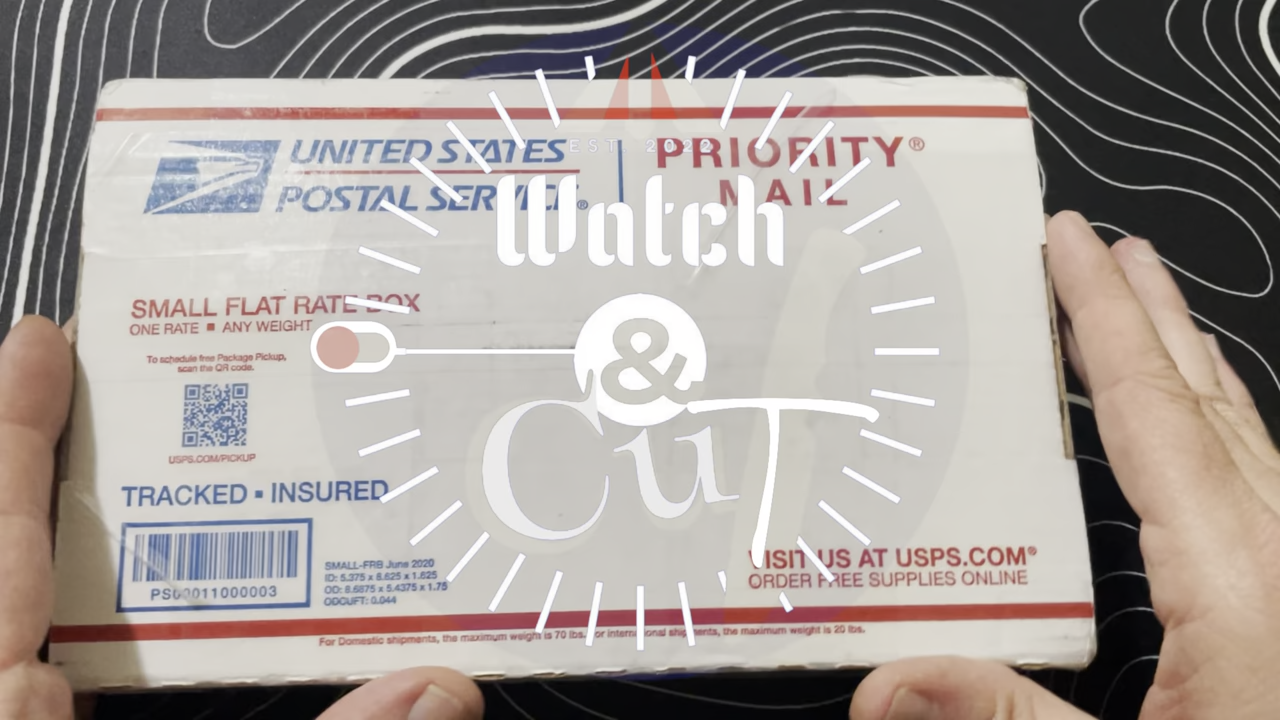 EST. 2022
UNITED STATES
POSTAL SERVICE®
PRIORITY®
MAIL
Watch
&
CuT
SMALL FLAT RATE BOX
ONE RATE ▪ ANY WEIGHT
To schedule free Package Pickup,
scan the QR code.
USPS.COM/PICKUP
TRACKED ▪ INSURED
PS00011000003
SMALL-FRB June 2020
ID: 5.375 x 8.625 x 1.625
OD: 8.6875 x 5.4375 x 1.75
ODCUFT: 0.044
VISIT US AT USPS.COM®
ORDER FREE SUPPLIES ONLINE
For Domestic shipments, the maximum weight is 70 lbs. For international shipments, the maximum weight is 20 lbs.